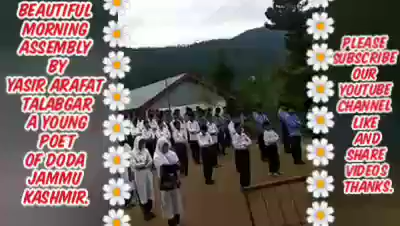 BEAUTIFUL
MORNING
ASSEMBLY
BY
YASIR ARAFAT
TALABGAR
A YOUNG
POET
OF DODA
JAMMU
KASHMIR.
PLEASE
SUBSCRIBE
OUR
YOUTUBE
CHANNEL
LIKE
AND
SHARE
VIDEOS
THANKS.